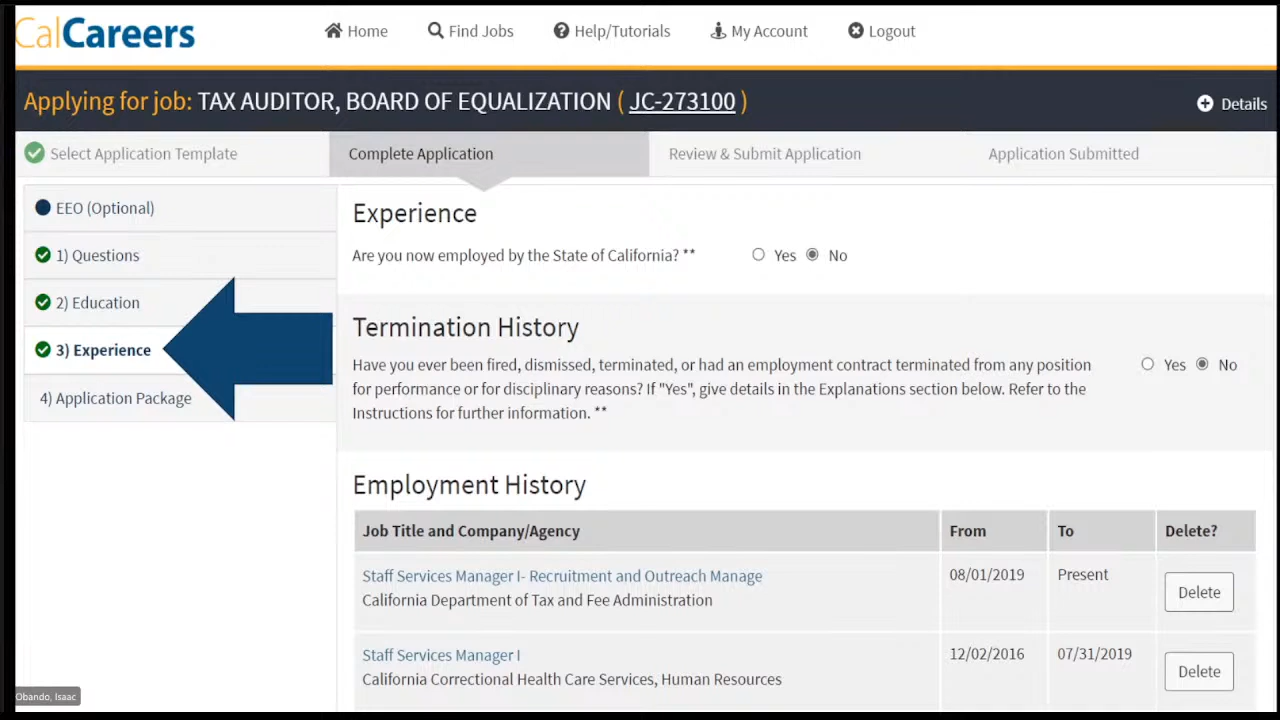 CalCareers
Home Find Jobs Help/Tutorials My Account Logout
Applying for job: TAX AUDITOR, BOARD OF EQUALIZATION ( JC-273100 ) Details
Select Application Template Complete Application Review & Submit Application Application Submitted
EEO (Optional)
1) Questions
2) Education
3) Experience
4) Application Package
Experience
Are you now employed by the State of California? ** Yes No
Termination History
Have you ever been fired, dismissed, terminated, or had an employment contract terminated from any position Yes No
for performance or for disciplinary reasons? If "Yes", give details in the Explanations section below. Refer to the
Instructions for further information. **
Employment History
Job Title and Company/Agency From To Delete?
Staff Services Manager I- Recruitment and Outreach Manage 08/01/2019 Present Delete
California Department of Tax and Fee Administration
Staff Services Manager I 12/02/2016 07/31/2019 Delete
California Correctional Health Care Services, Human Resources
Obando, Isaac